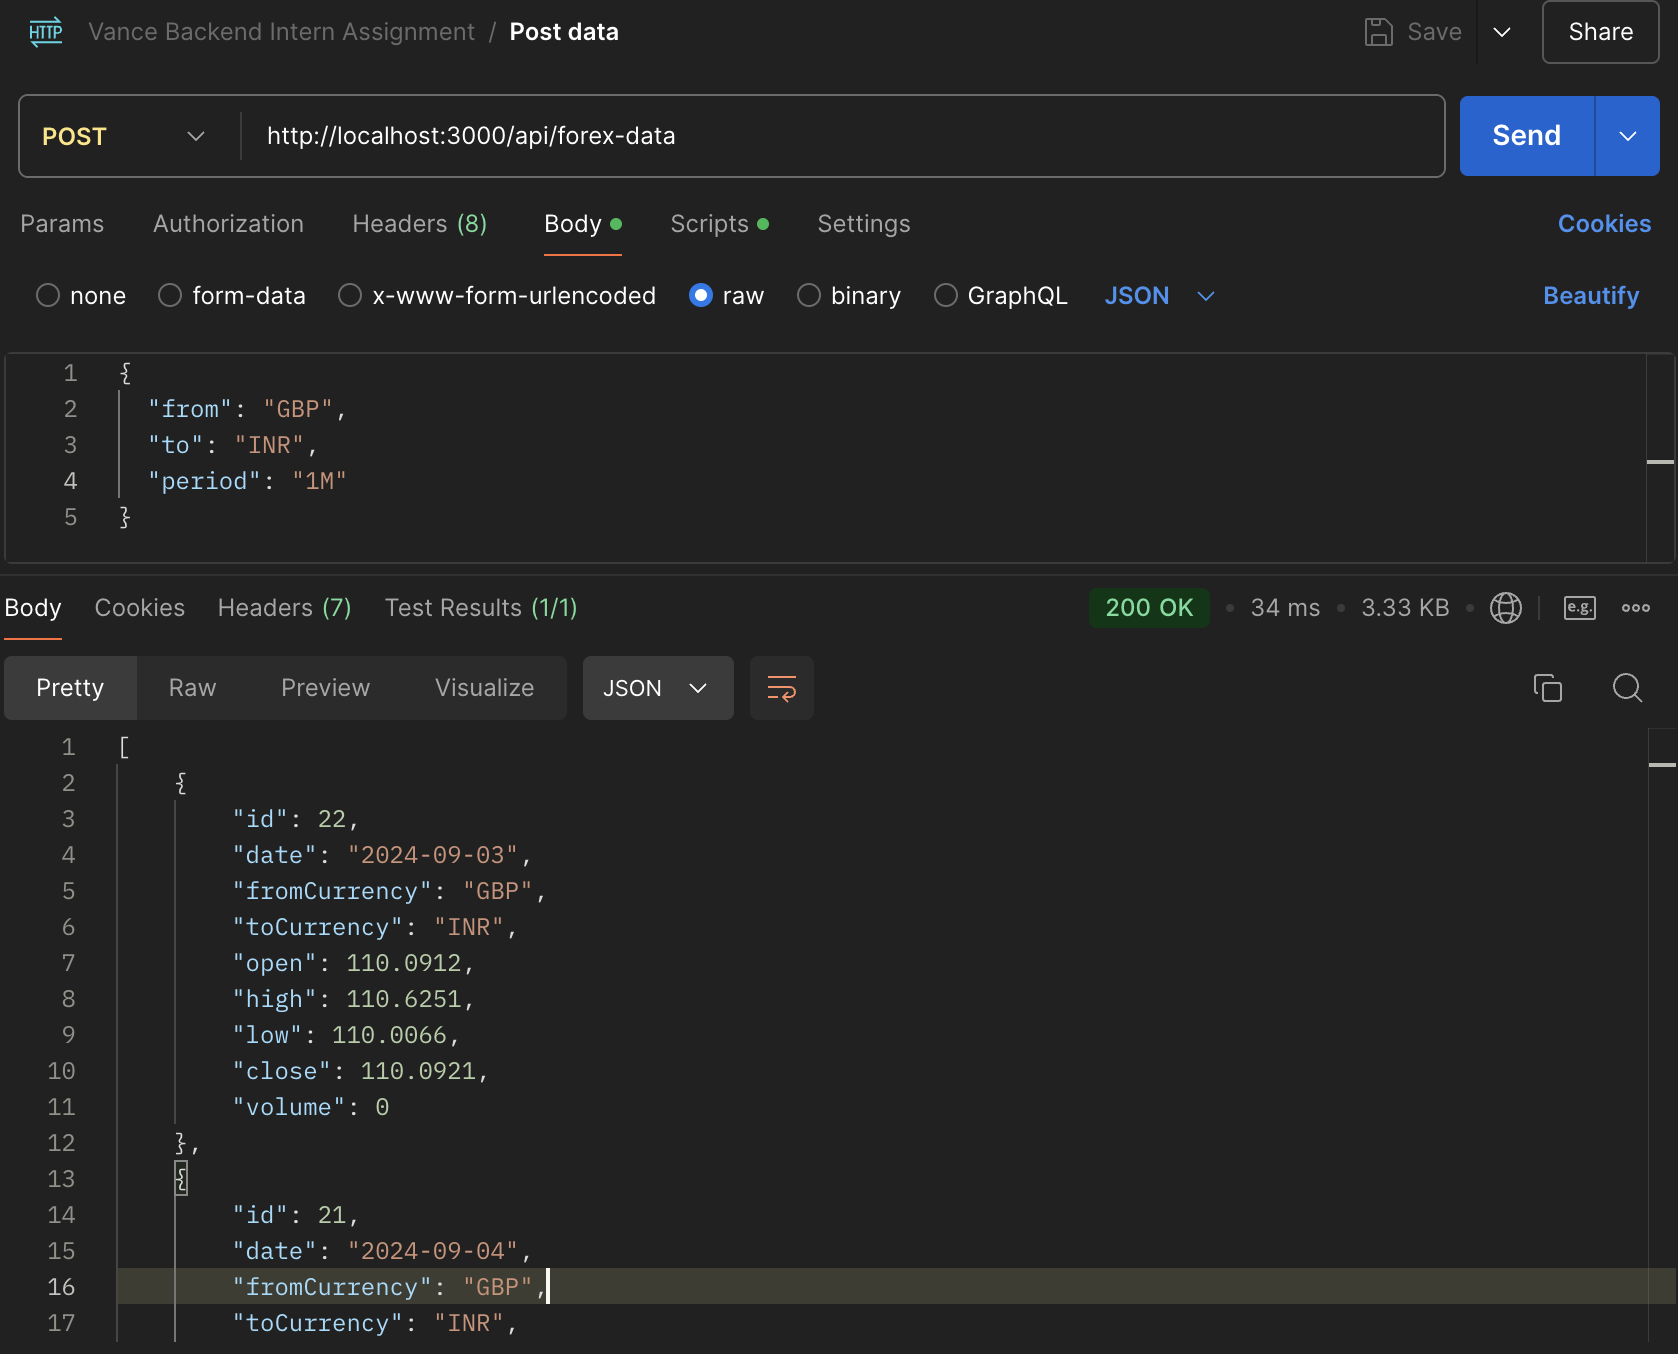 HTTP Vance Backend Intern Assignment / Post data Save Share
POST http://localhost:3000/api/forex-data Send
Params Authorization Headers (8) Body Scripts Settings Cookies
none form-data x-www-form-urlencoded raw binary GraphQL JSON Beautify
1 {
2 "from": "GBP",
3 "to": "INR",
4 "period": "1M"
5 }
Body Cookies Headers (7) Test Results (1/1) 200 OK • 34 ms • 3.33 KB • e.g.
Pretty Raw Preview Visualize JSON
1 [
2 {
3 "id": 22,
4 "date": "2024-09-03",
5 "fromCurrency": "GBP",
6 "toCurrency": "INR",
7 "open": 110.0912,
8 "high": 110.6251,
9 "low": 110.0066,
10 "close": 110.0921,
11 "volume": 0
12 },
13 {
14 "id": 21,
15 "date": "2024-09-04",
16 "fromCurrency": "GBP",
17 "toCurrency": "INR",